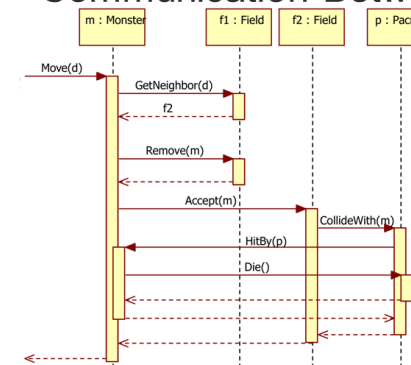 m : Monster
f1 : Field
f2 : Field
Move(d)
GetNeighbor(d)
f2
Remove(m)
Accept(m)
CollideWith(m)
HitBy(p)
Die()